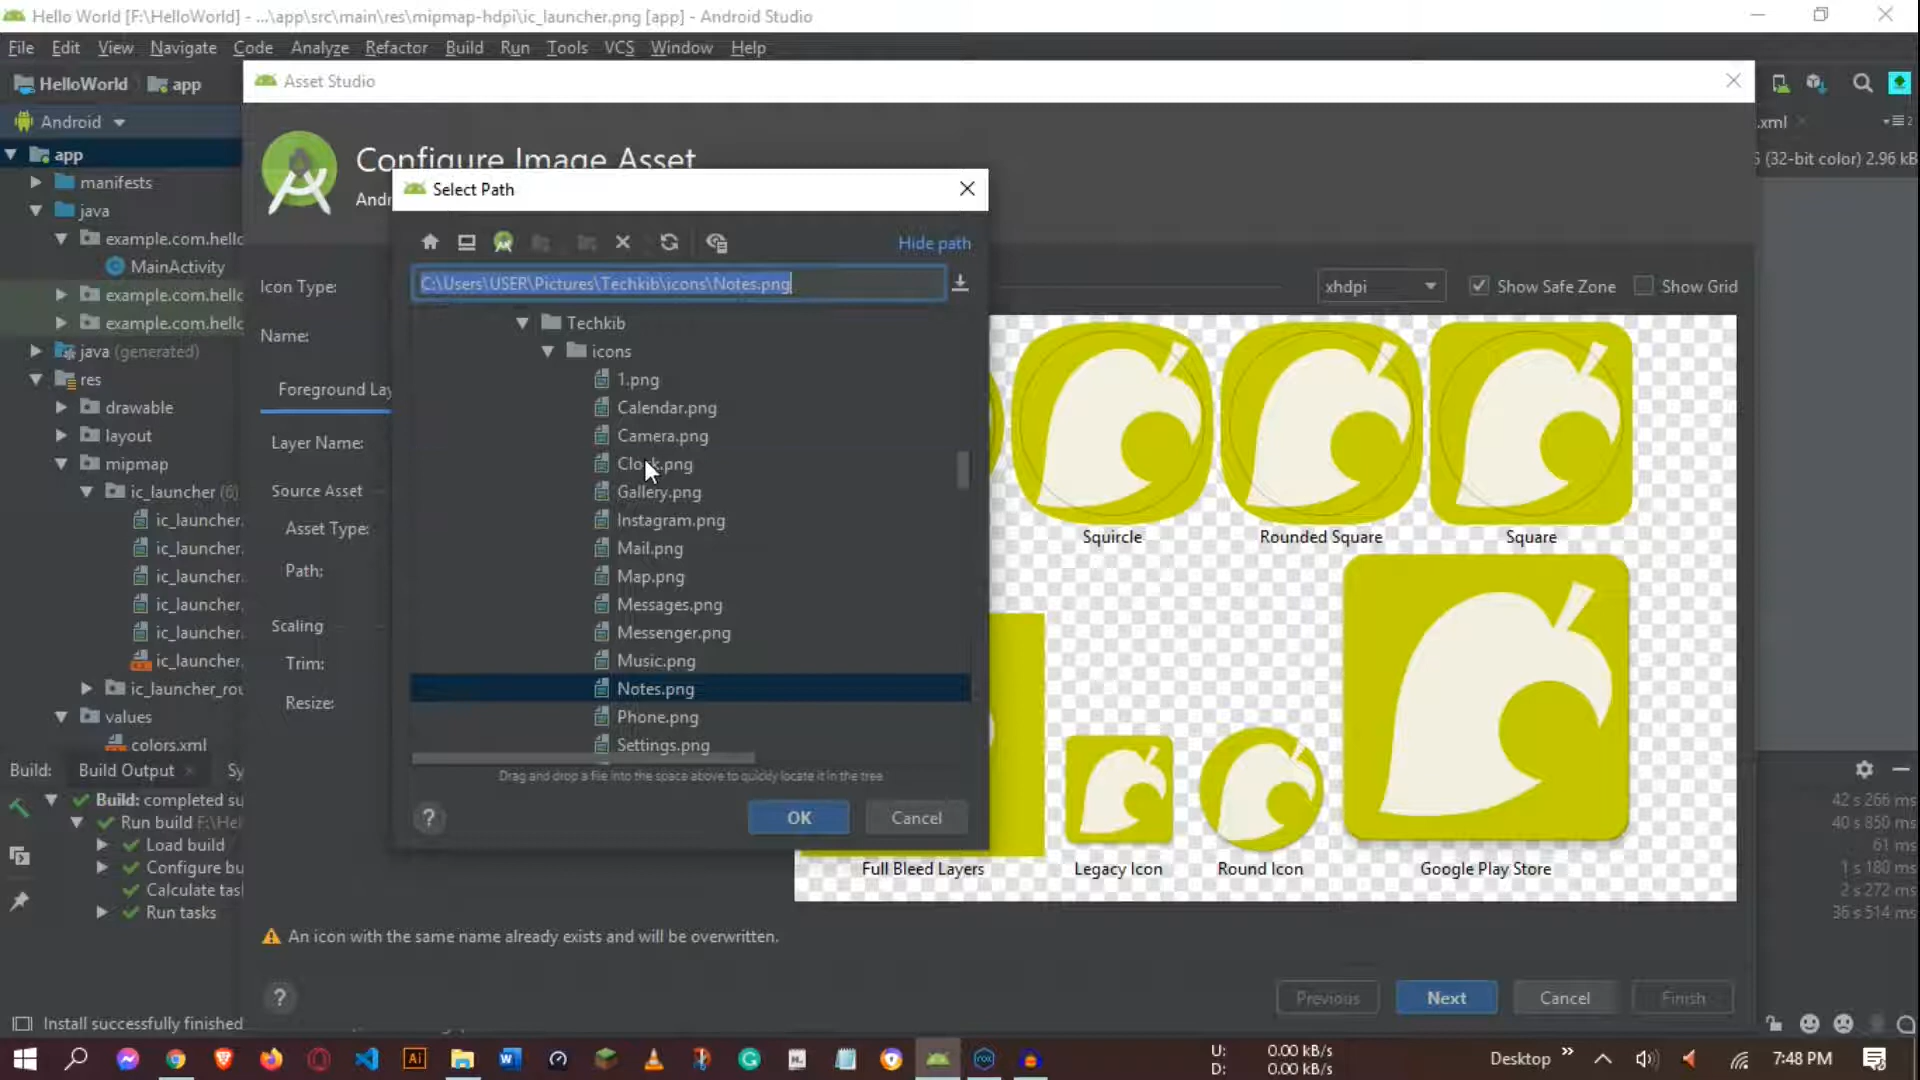 Hello World [F:\HelloWorld] - ...\app\src\main\res\mipmap-hdpi\ic_launcher.png [app] - Android Studio
File Edit View Navigate Code Analyze Refactor Build Run Tools VCS Window Help
HelloWorld app
Asset Studio
Android
.xml
Configure Image Asset
Andr
(32-bit color) 2.96 kB
Select Path
Hide path
C:\Users\USER\Pictures\Techkib\icons\Notes.png
app
manifests
java
example.com.hello
MainActivity
example.com.hello
example.com.hello
java (generated)
res
drawable
layout
mipmap
ic_launcher (6)
ic_launcher.
ic_launcher.
ic_launcher.
ic_launcher.
ic_launcher.
ic_launcher.
ic_launcher_rou
values
colors.xml
Icon Type:
Name:
Foreground Lay
Layer Name:
Source Asset
Asset Type:
Path:
Scaling
Trim:
Resize:
Techkib
icons
1.png
Calendar.png
Camera.png
Clock.png
Gallery.png
Instagram.png
Mail.png
Map.png
Messages.png
Messenger.png
Music.png
Notes.png
Phone.png
Settings.png
Drag and drop a file into the space above to quickly locate it in the tree
? OK Cancel
xhdpi Show Safe Zone Show Grid
Squircle Rounded Square Square
Full Bleed Layers Legacy Icon Round Icon Google Play Store
An icon with the same name already exists and will be overwritten.
? Previous Next Cancel Finish
Build: Build Output Sy
Build: completed su 42 s 266 ms
Run build F:\Hel 40 s 850 ms
Load build 61 ms
Configure bu 1 s 180 ms
Calculate tas 2 s 272 ms
Run tasks 36 s 514 ms
Install successfully finished
U: 0.00 kB/s
D: 0.00 kB/s
Desktop 7:48 PM